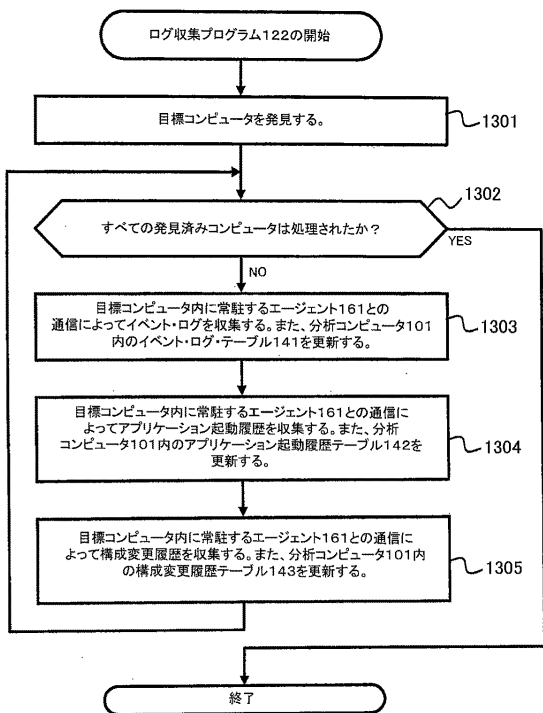 ログ収集プログラム122の開始
目標コンピュータを発見する。
1301
1302
すべての発見済みコンピュータは処理されたか？
YES
NO
目標コンピュータ内に常駐するエージェント161との
通信によってイベント・ログを収集する。また、分析コンピュータ101
内のイベント・ログ・テーブル141を更新する。
1303
目標コンピュータ内に常駐するエージェント161との通信に
よってアプリケーション起動履歴を収集する。また、分析
コンピュータ101内のアプリケーション起動履歴テーブル142を
更新する。
1304
目標コンピュータ内に常駐するエージェント161との通信に
よって構成変更履歴を収集する。また、分析コンピュータ101内
の構成変更履歴テーブル143を更新する。
1305
終了